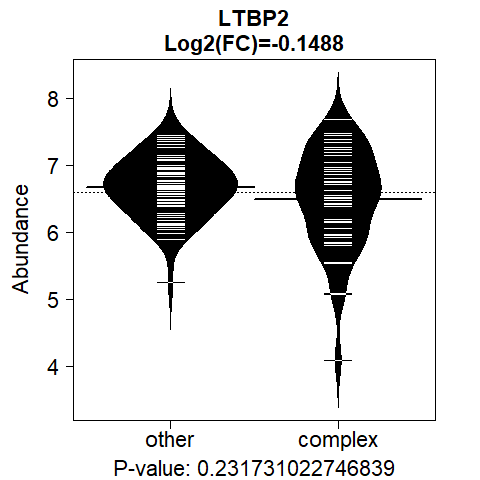 LTBP2
Log2(FC)=-0.1488
Abundance
8
7
6
5
4
other complex
P-value: 0.231731022746839